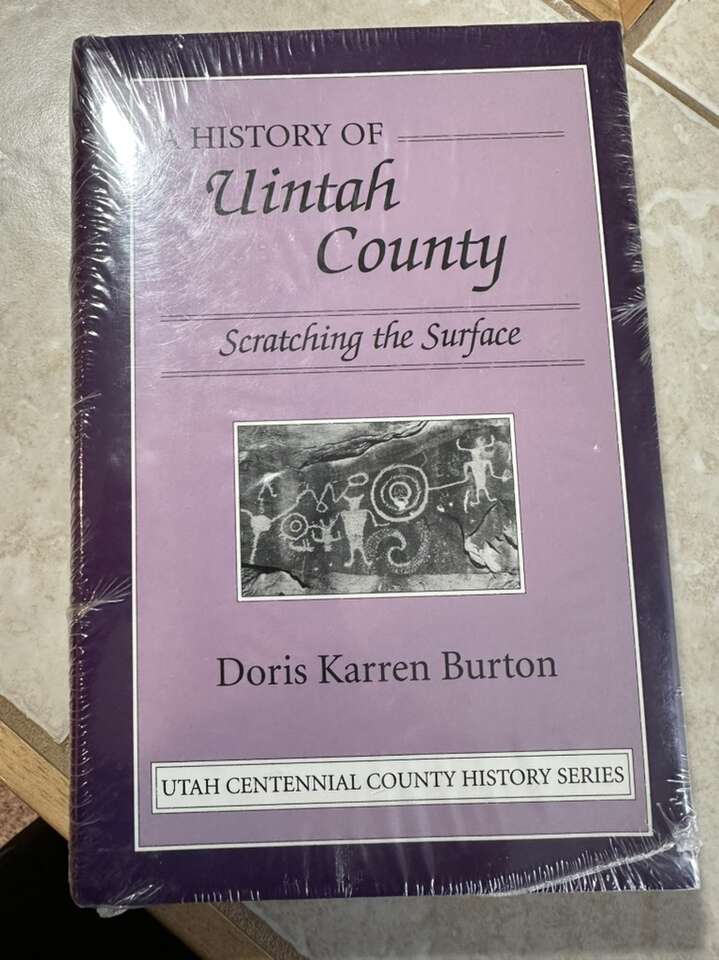 A HISTORY OF
Uintah
County
Scratching the Surface
Doris Karren Burton
UTAH CENTENNIAL COUNTY HISTORY SERIES